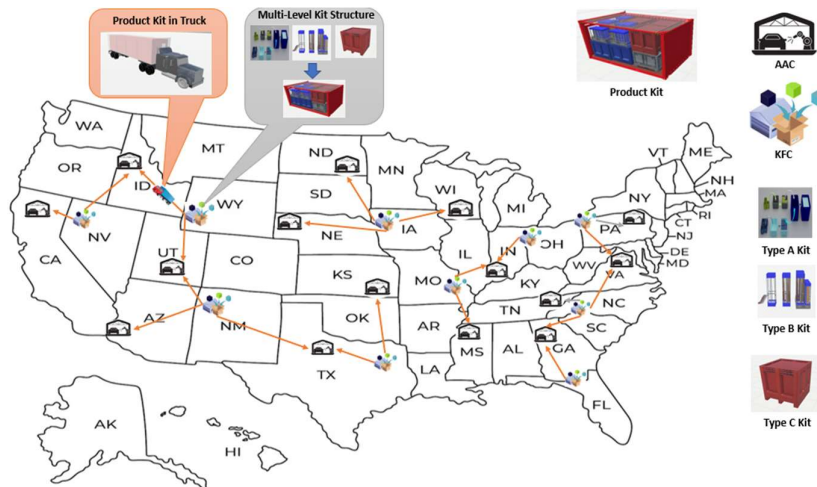 Product Kit in Truck
Multi-Level Kit Structure
Product Kit
AAC
KFC
Type A Kit
Type B Kit
Type C Kit
WA
OR
ID
MT
ND
MN
WI
MI
VT
ME
NH
MA
NY
RI
CT
NJ
PA
DE
MD
SD
WY
NV
CA
UT
CO
NE
IA
IL
IN
OH
WV
VA
KS
MO
KY
NC
TN
SC
AZ
NM
OK
AR
TX
LA
MS
AL
GA
FL
AK
HI